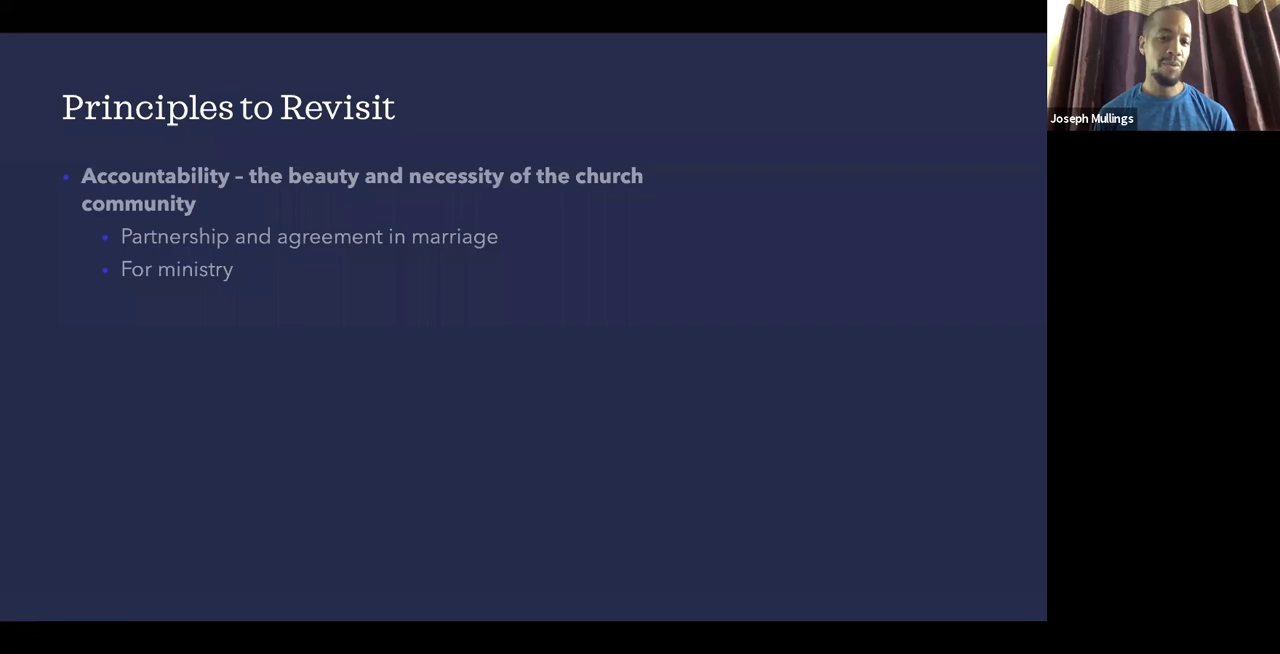 Principles to Revisit
• Accountability – the beauty and necessity of the church
community
• Partnership and agreement in marriage
• For ministry
Joseph Mullings